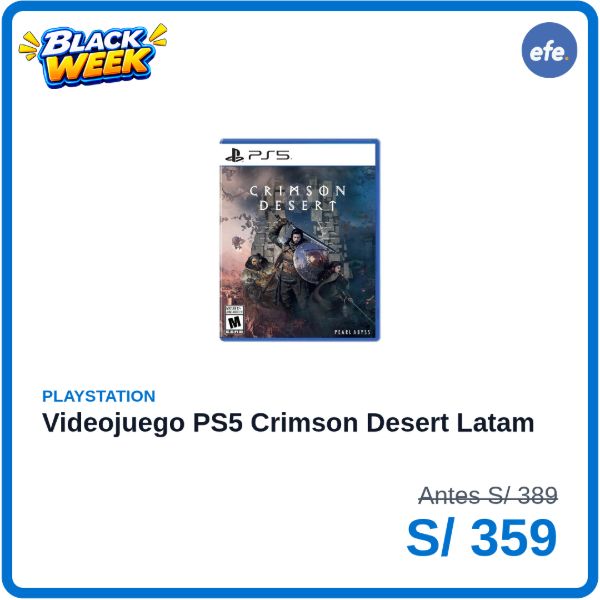 BLACK
WEEK
efe.
PS5
CRIMSON
DESERT
M
PEARL ABYSS
PLAYSTATION
Videojuego PS5 Crimson Desert Latam
Antes S/ 389
S/ 359